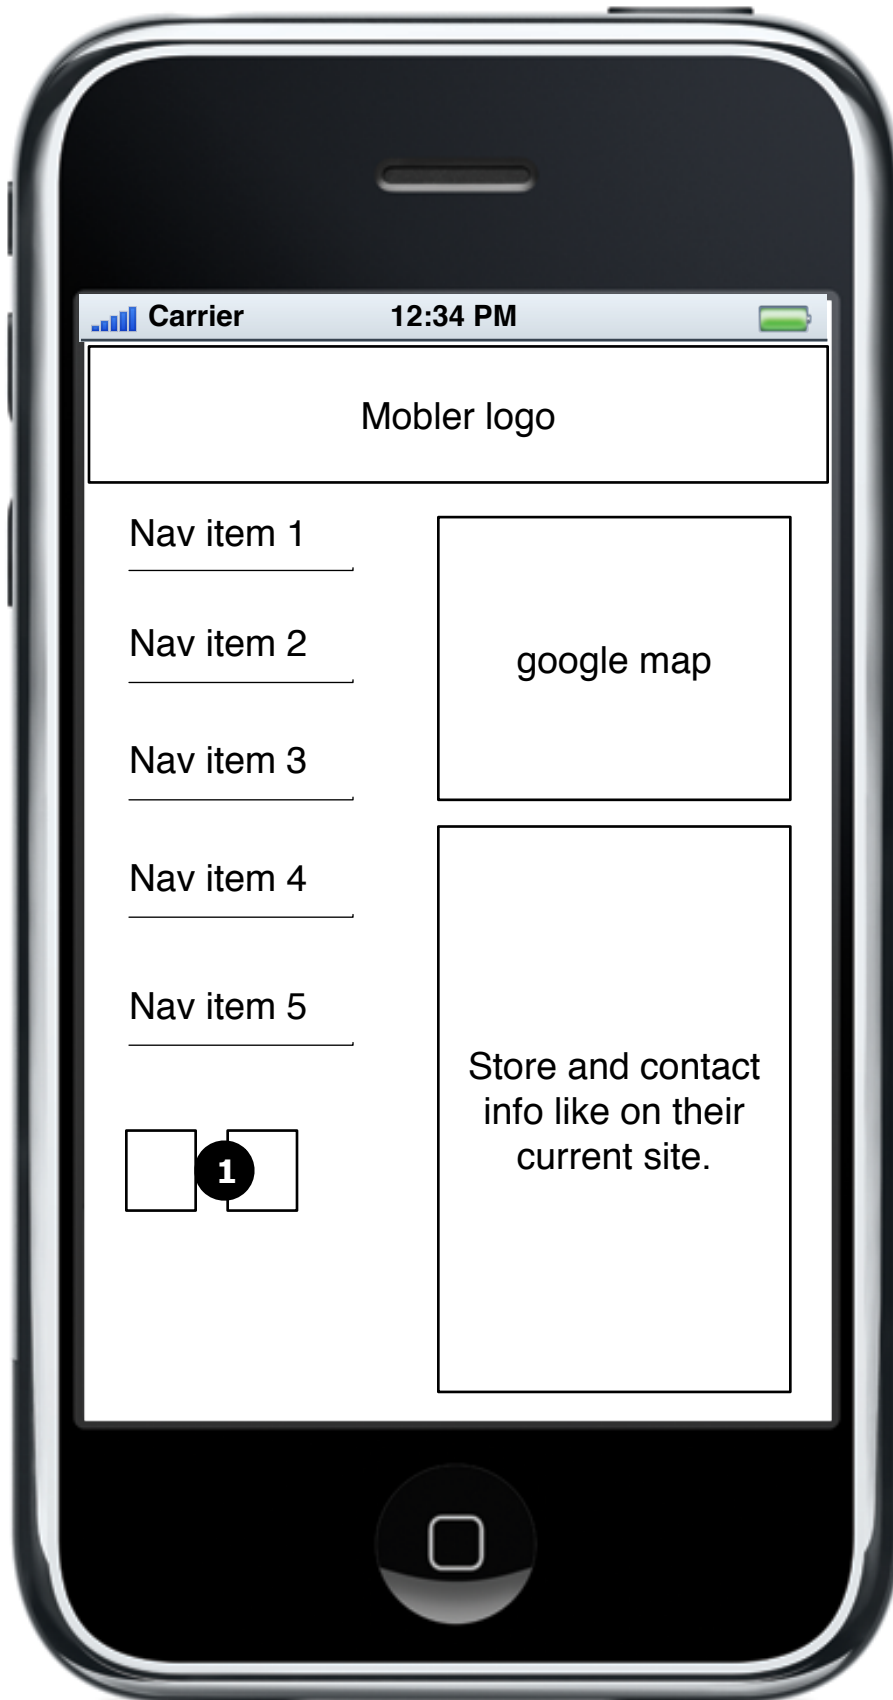 Carrier 12:34 PM
Mobler logo
Nav item 1
Nav item 2
Nav item 3
Nav item 4
Nav item 5
1
google map
Store and contact
info like on their
current site.